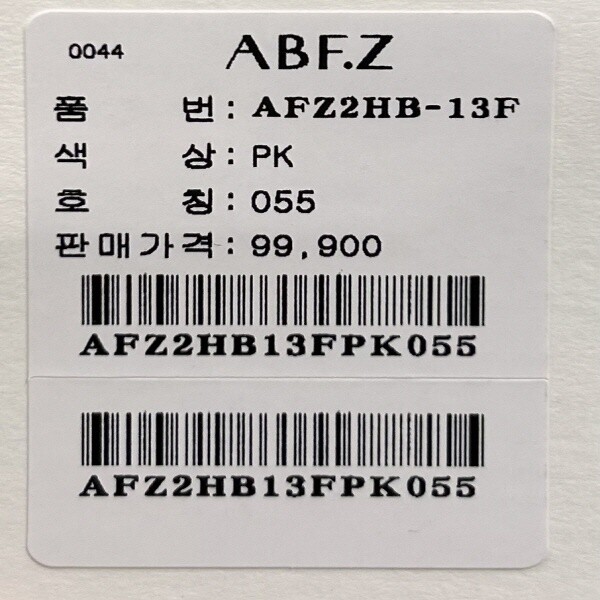 0044 ABF.Z
품 번 : AFZ2HB-13F
색 상 : PK
호 칭 : 055
판매가격 : 99,900
AFZ2HB13FPK055
AFZ2HB13FPK055